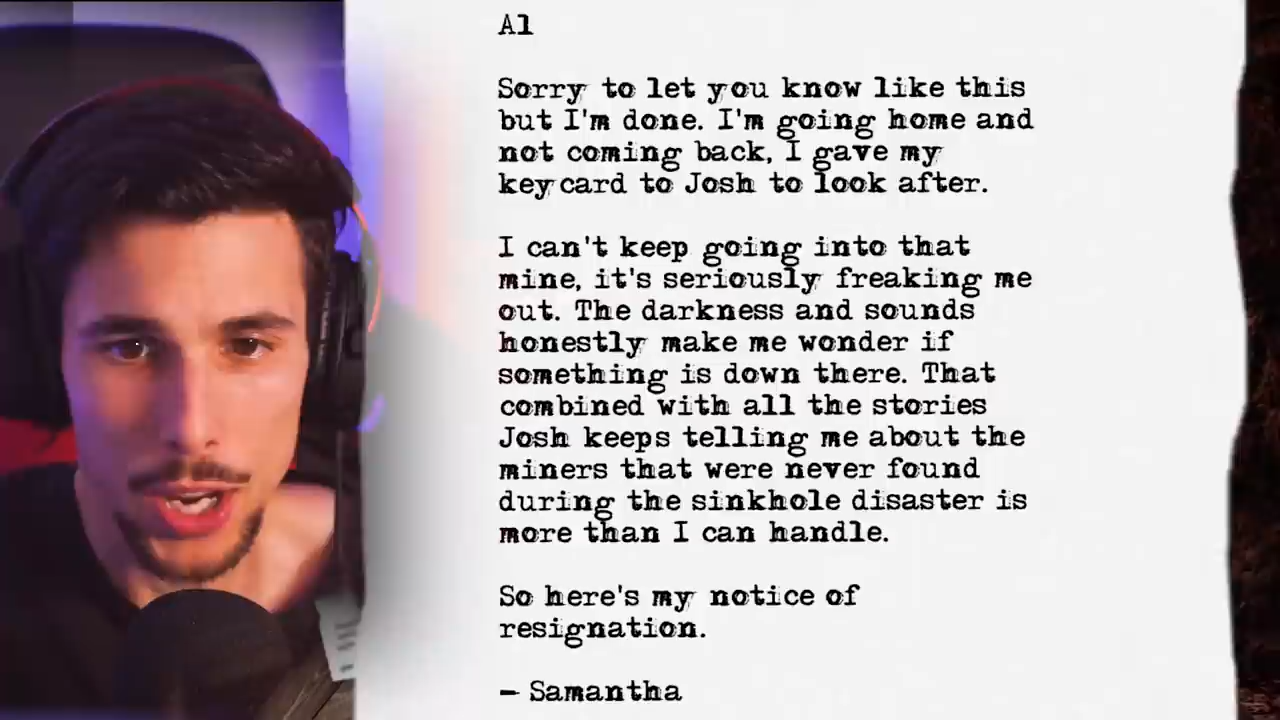 Al
Sorry to let you know like this
but I'm done. I'm going home and
not coming back, I gave my
keycard to Josh to look after.
I can't keep going into that
mine, it's seriously freaking me
out. The darkness and sounds
honestly make me wonder if
something is down there. That
combined with all the stories
Josh keeps telling me about the
miners that were never found
during the sinkhole disaster is
more than I can handle.
So here's my notice of
resignation.
— Samantha